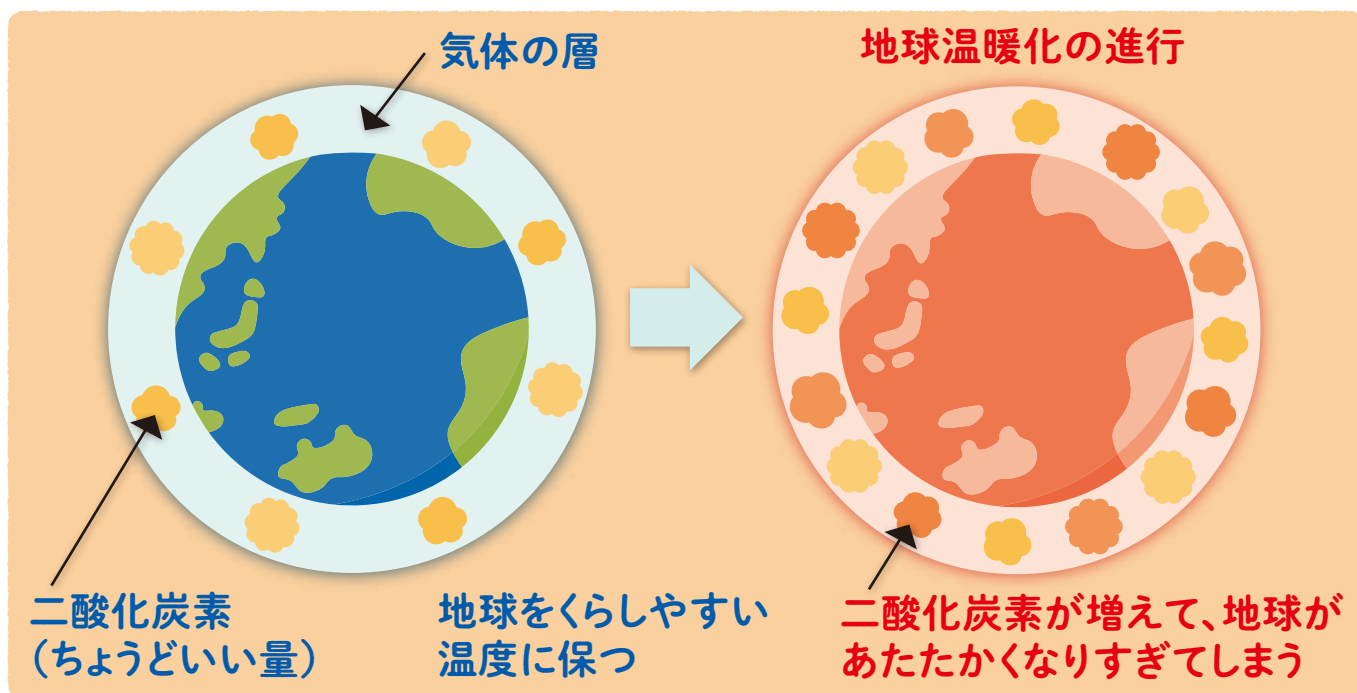 気体の層
二酸化炭素
（ちょうどいい量）
地球をくらしやすい
温度に保つ
地球温暖化の進行
二酸化炭素が増えて、地球が
あたたかくなりすぎてしまう